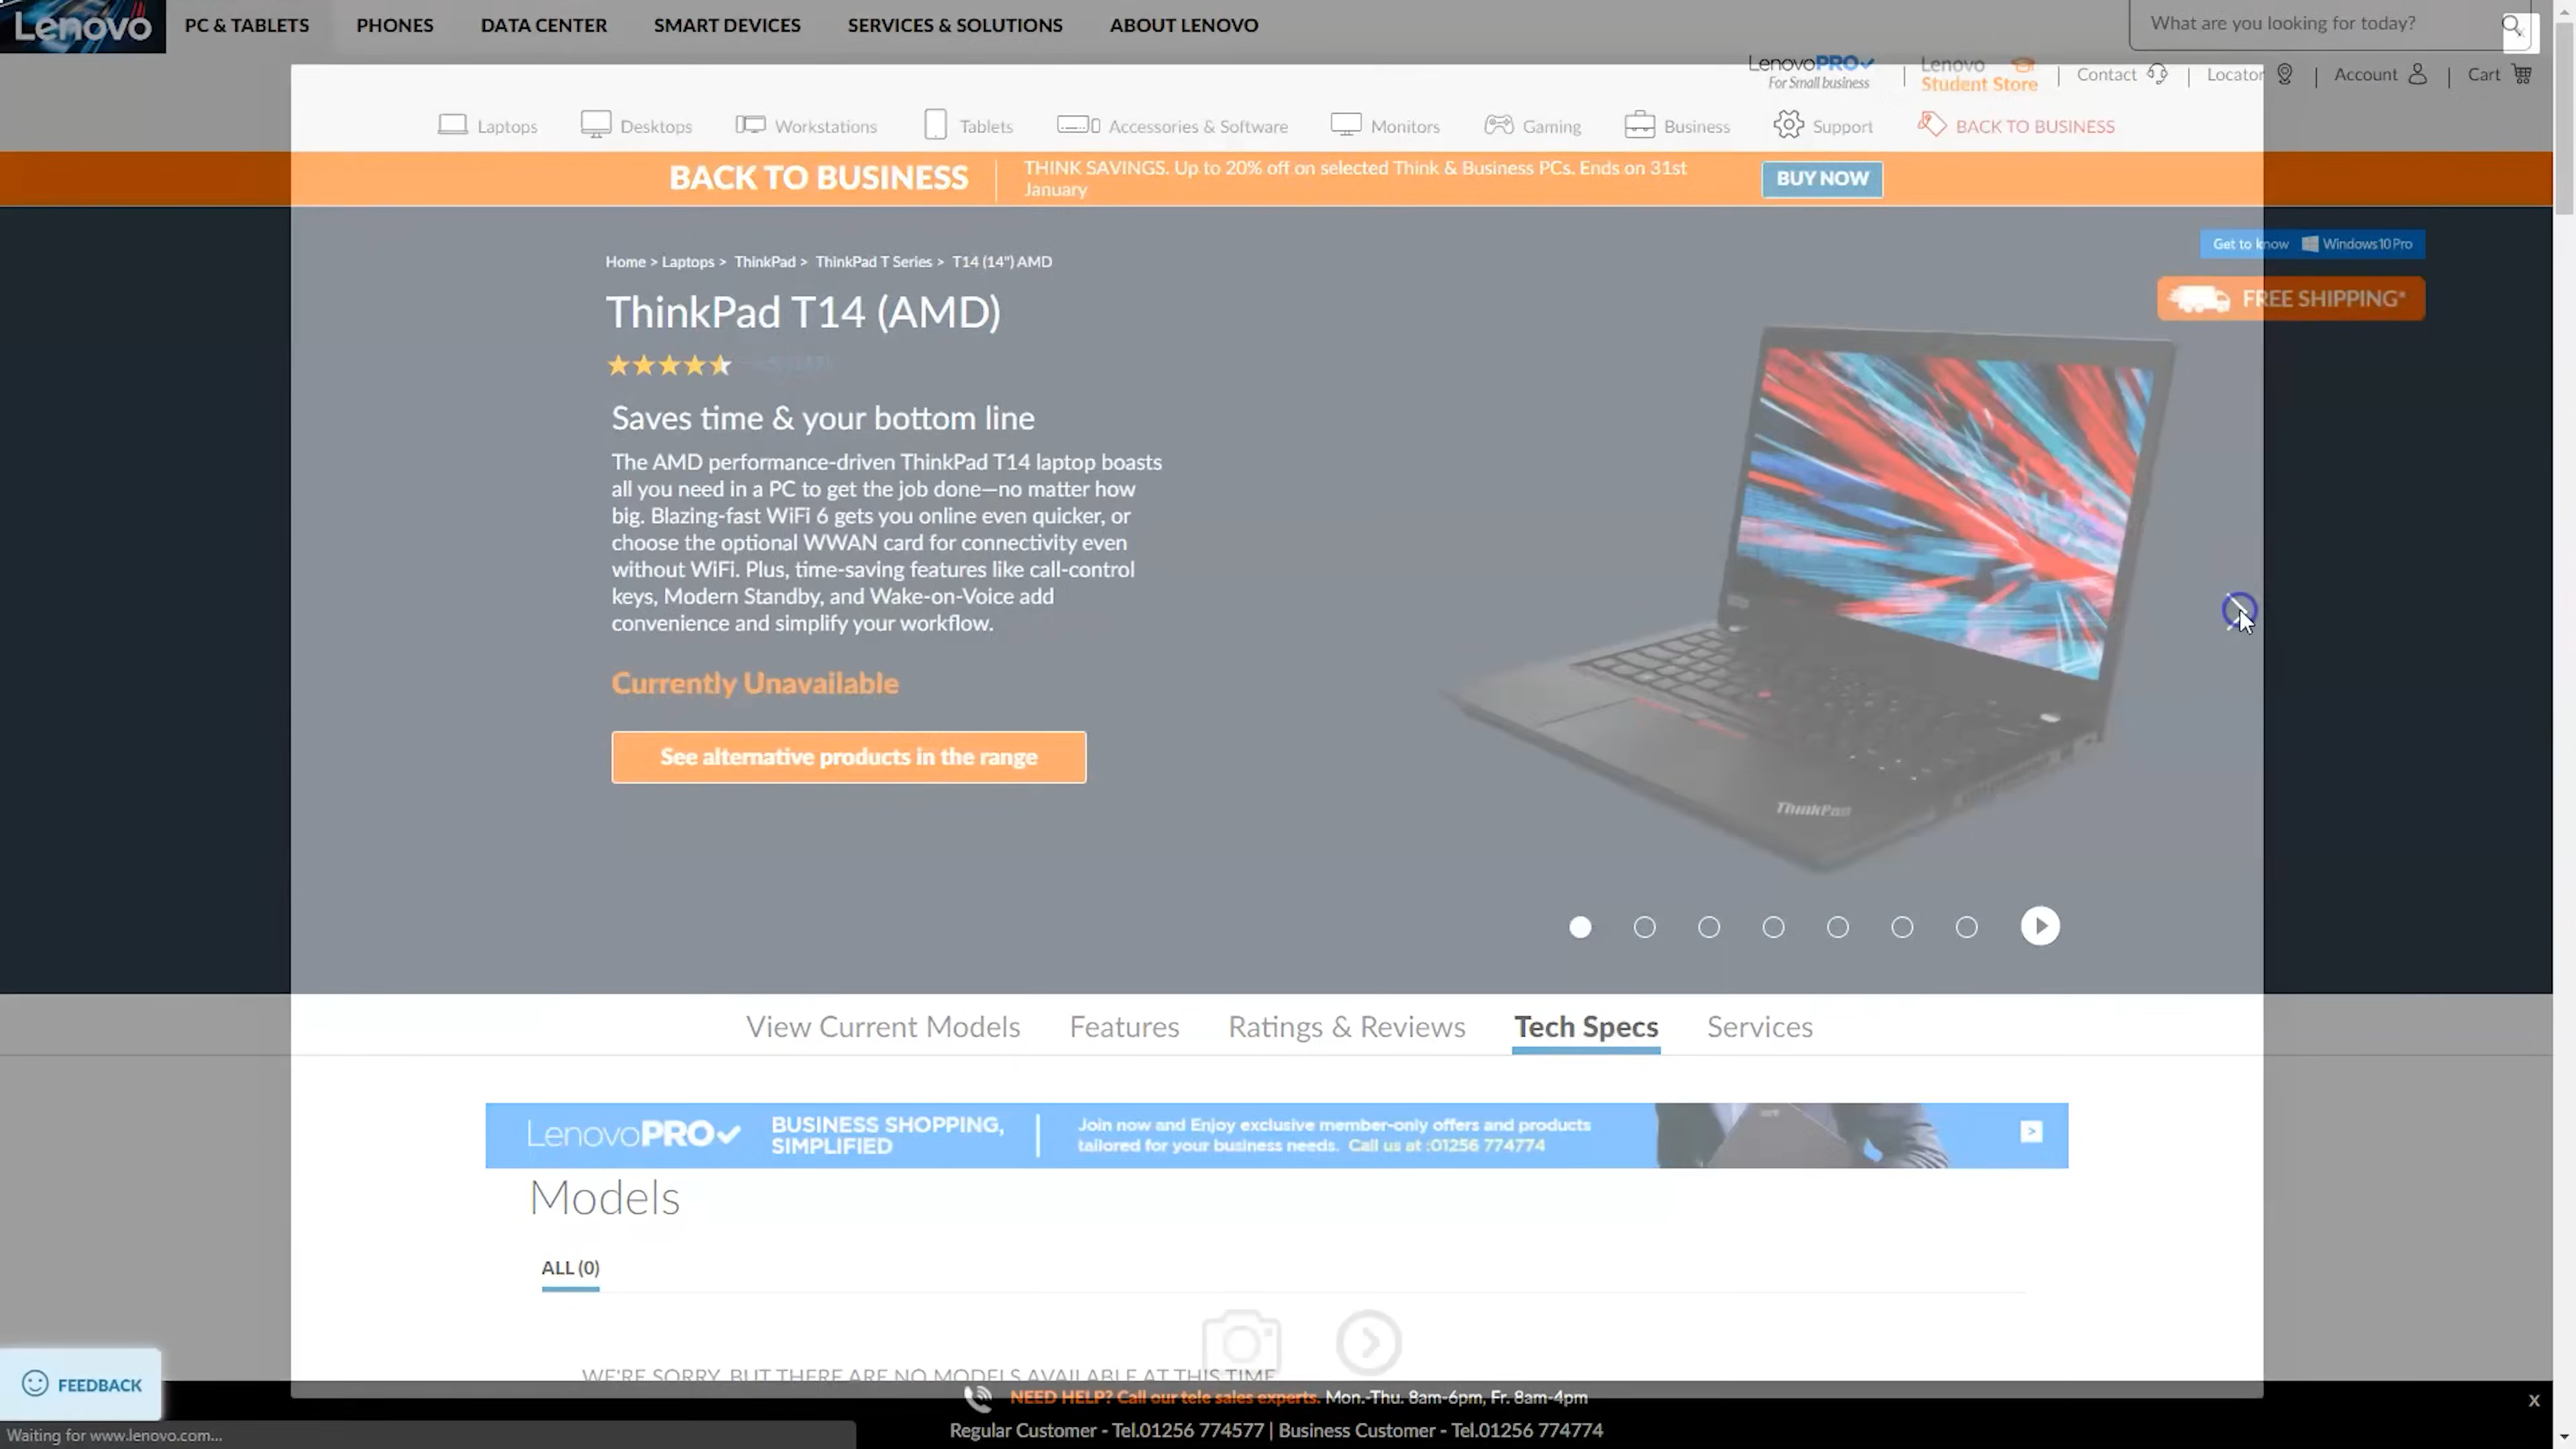 Lenovo
PC & TABLETS
PHONES
DATA CENTER
SMART DEVICES
SERVICES & SOLUTIONS
ABOUT LENOVO
What are you looking for today?
LenovoPRO
For Small business
Lenovo
Student Store
Contact
Locator
Account
Cart
Laptops
Desktops
Workstations
Tablets
Accessories & Software
Monitors
Gaming
Business
Support
BACK TO BUSINESS
BACK TO BUSINESS
THINK SAVINGS. Up to 20% off on selected Think & Business PCs. Ends on 31st
January
BUY NOW
Home > Laptops > ThinkPad > ThinkPad T Series > T14 (14") AMD
Get to know Windows10Pro
FREE SHIPPING*
ThinkPad T14 (AMD)
Saves time & your bottom line
The AMD performance-driven ThinkPad T14 laptop boasts
all you need in a PC to get the job done—no matter how
big. Blazing-fast WiFi 6 gets you online even quicker, or
choose the optional WWAN card for connectivity even
without WiFi. Plus, time-saving features like call-control
keys, Modern Standby, and Wake-on-Voice add
convenience and simplify your workflow.
Currently Unavailable
See alternative products in the range
ThinkPad
View Current Models
Features
Ratings & Reviews
Tech Specs
Services
LenovoPRO
BUSINESS SHOPPING,
SIMPLIFIED
Join now and Enjoy exclusive member-only offers and products
tailored for your business needs. Call us at :01256 774774
Models
ALL (0)
WE'RE SORRY, BUT THERE ARE NO MODELS AVAILABLE AT THIS TIME
FEEDBACK
NEED HELP? Call our tele sales experts. Mon.-Thu. 8am-6pm, Fr. 8am-4pm
x
Regular Customer - Tel.01256 774577 | Business Customer - Tel.01256 774774
Waiting for www.lenovo.com...